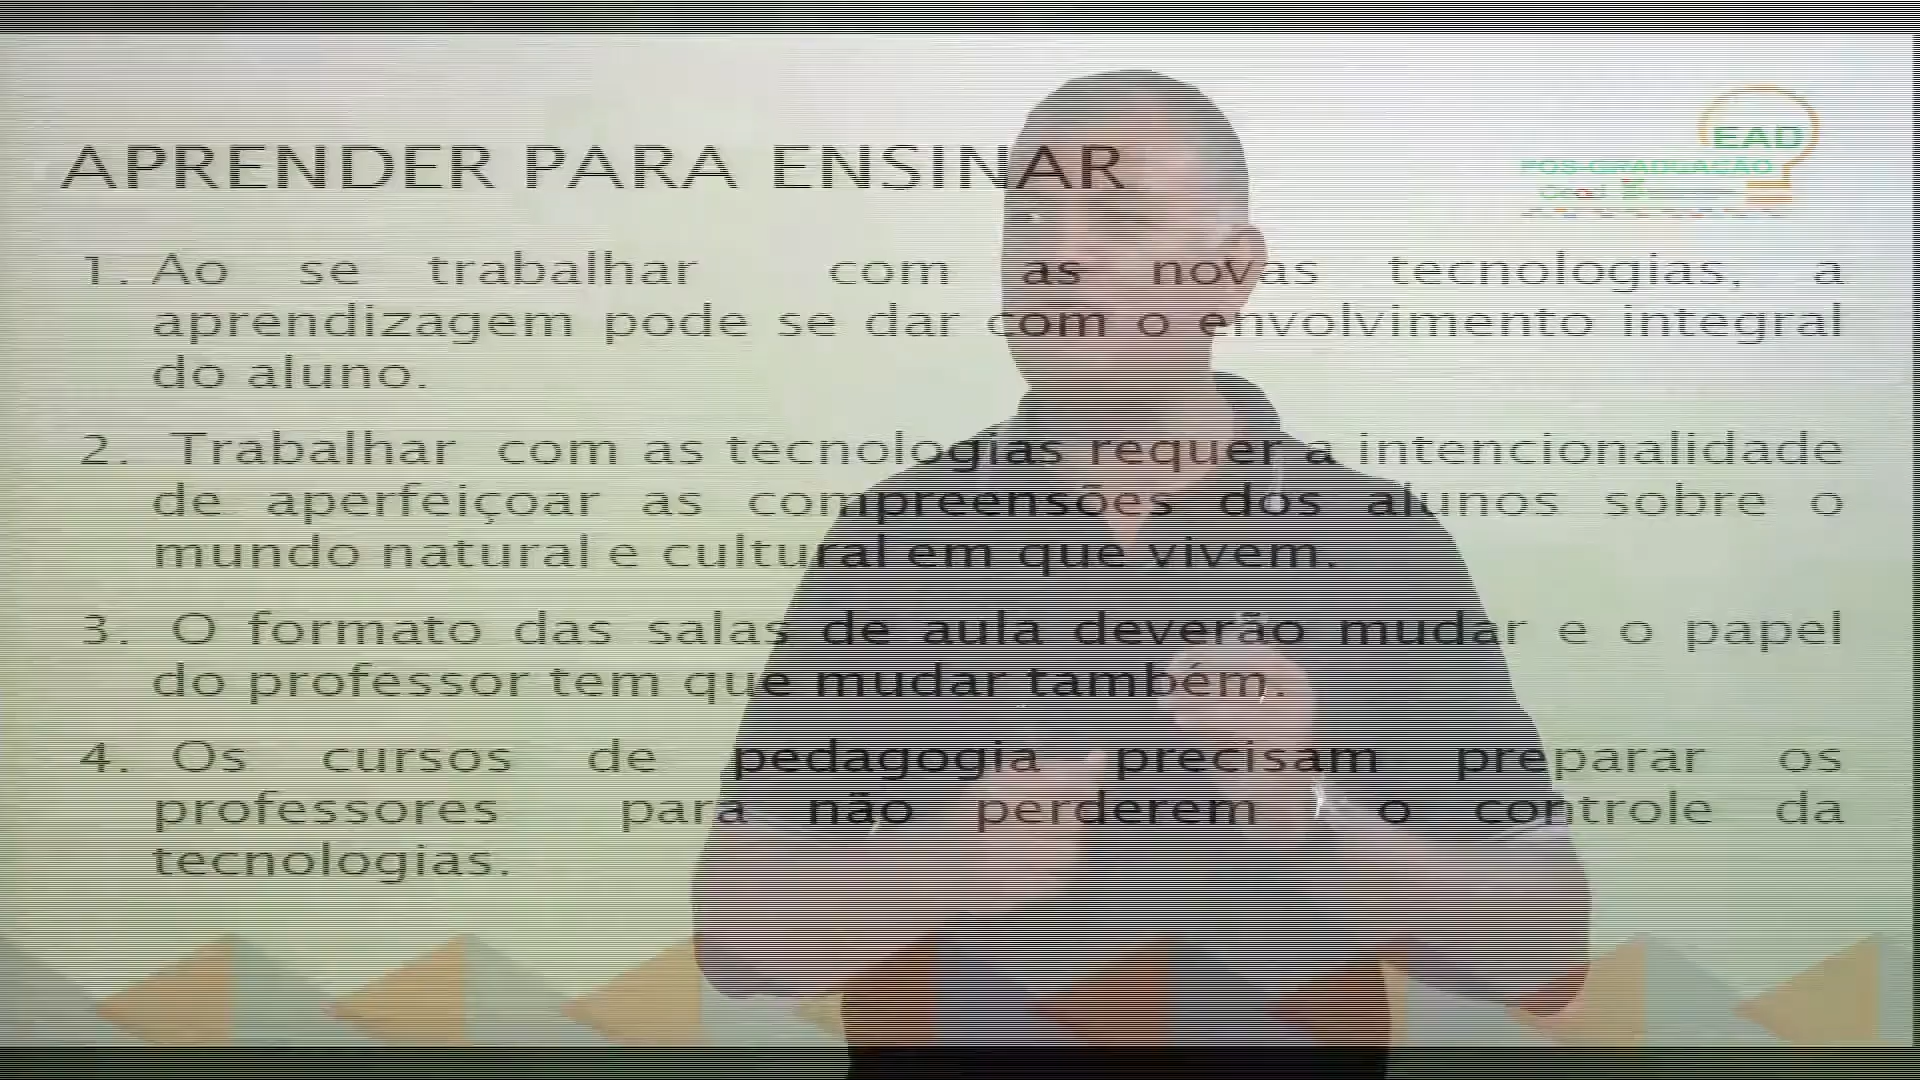 APRENDER PARA ENSINAR
EAD
PÓS-GRADUAÇÃO
1. Ao se trabalhar com as novas tecnologias, a
aprendizagem pode se dar com o envolvimento integral
do aluno.
2. Trabalhar com as tecnologias requer a intencionalidade
de aperfeiçoar as compreensões dos alunos sobre o
mundo natural e cultural em que vivem.
3. O formato das salas de aula deverão mudar e o papel
do professor tem que mudar também.
4. Os cursos de pedagogia precisam preparar os
professores para não perderem o controle da
tecnologias.